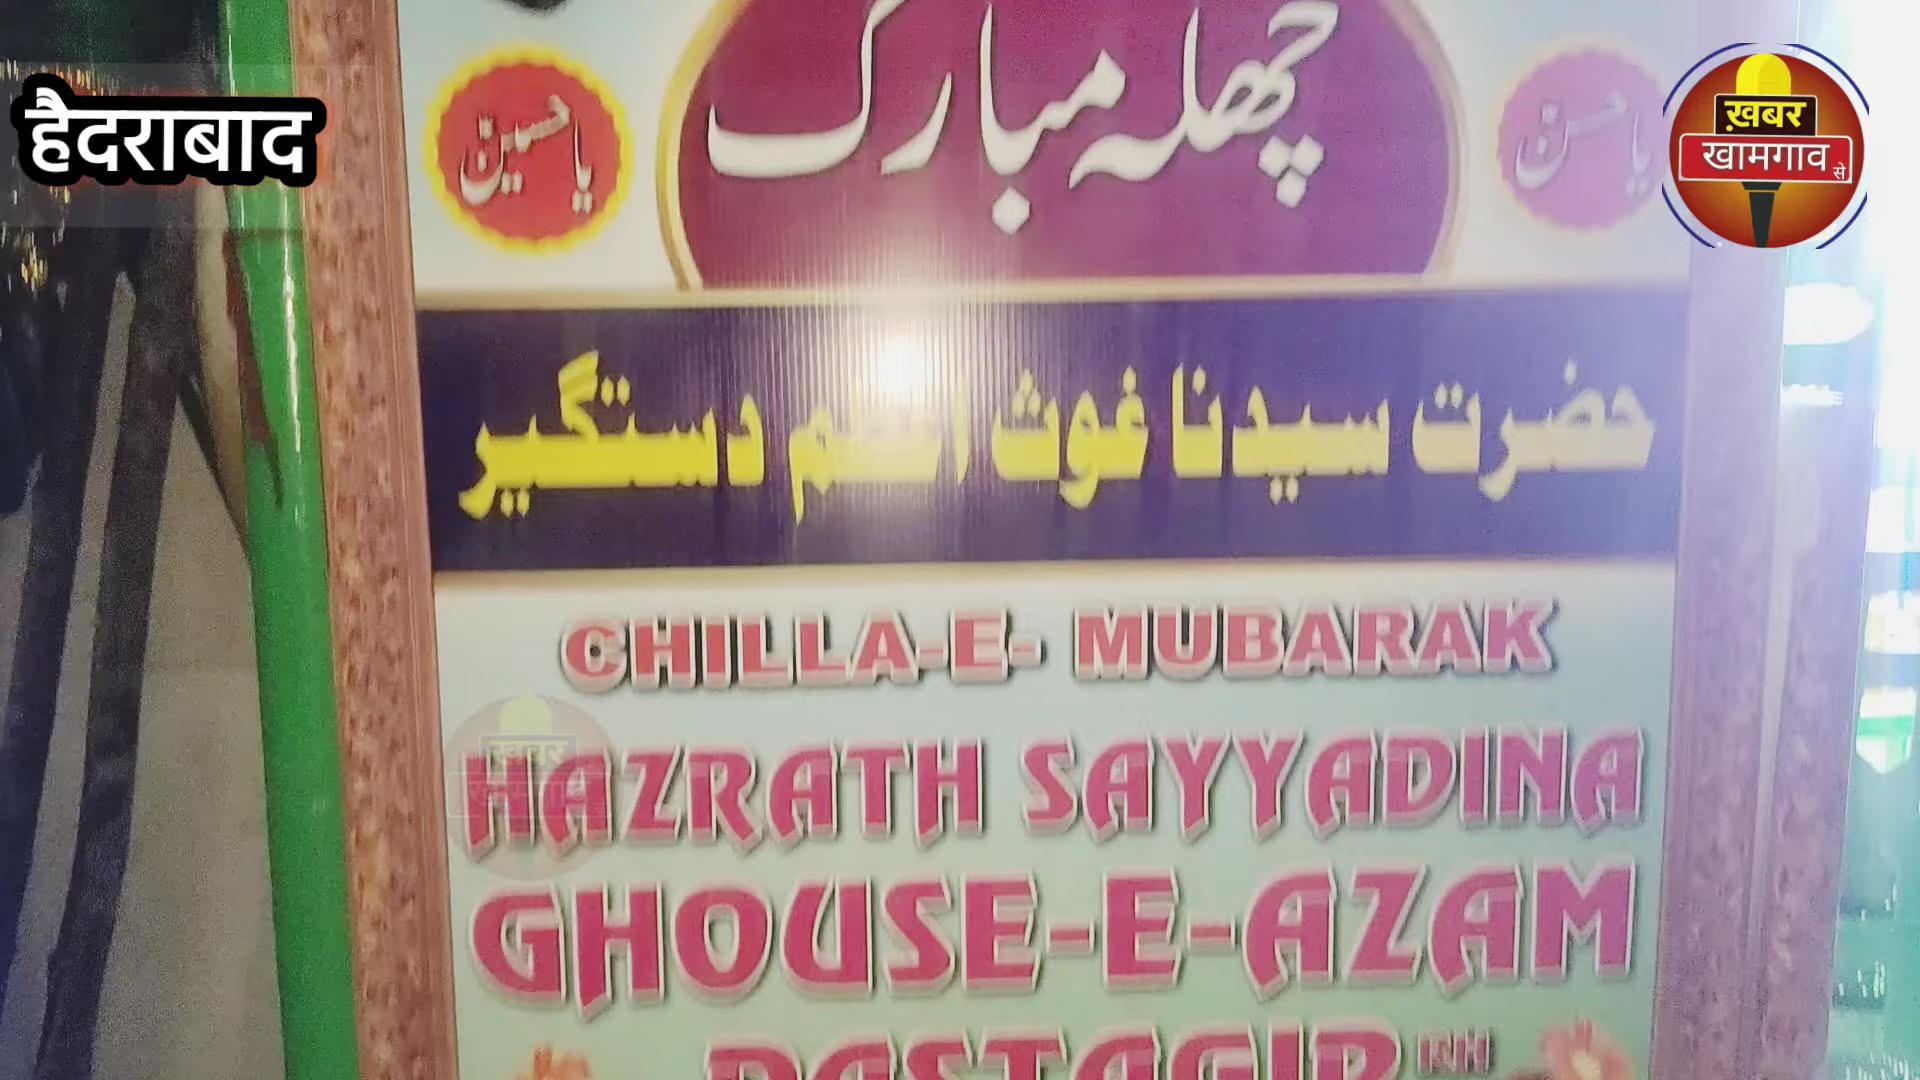 हैदराबाद
چھلہ مبارک
یا حسین
یا حسن
ख़बर
खामगाव से
حضرت سیدنا غوث اعظم دستگیر
CHILLA-E- MUBARAK
HAZRATH SAYYADINA
GHOUSE-E-AZAM
DASTAGIR